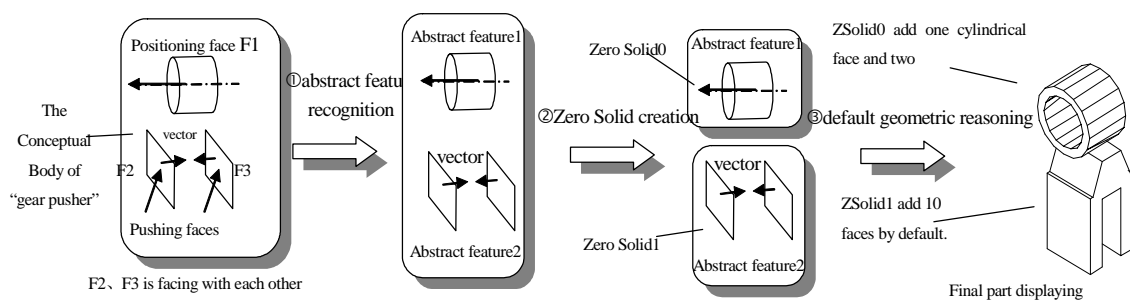 Positioning face F1
The
Conceptual
Body of
“gear pusher”
vector
F2
F3
Pushing faces
F2、F3 is facing with each other
①abstract featu
recognition
Abstract feature1
vector
Abstract feature2
②Zero Solid creation
Zero Solid0
Abstract feature1
vector
Zero Solid1
Abstract feature2
③default geometric reasoning
ZSolid0 add one cylindrical
face and two
ZSolid1 add 10
faces by default.
Final part displaying